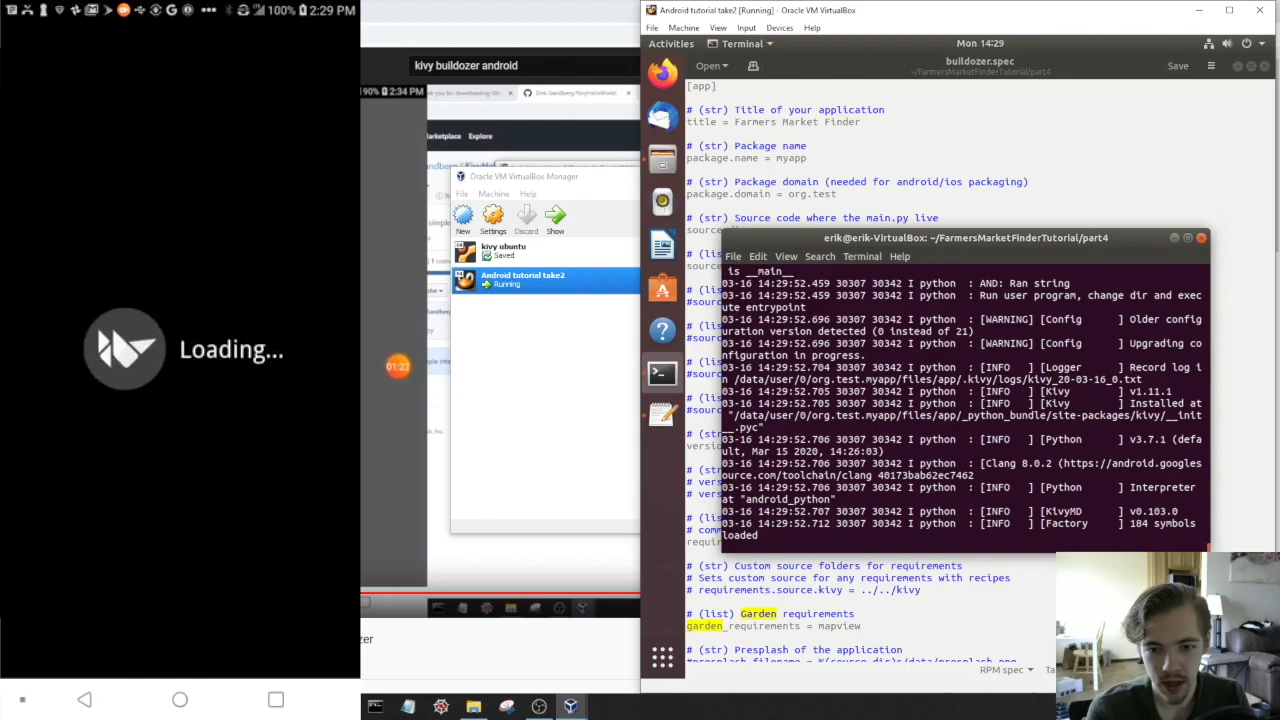 100% 2:29 PM
Loading...
kivy buildozer android
90% 2:34 PM
Marketplace Explore
Oracle VM VirtualBox Manager
File Machine Help
New Settings Discard Show
kivy ubuntu
Saved
Android tutorial take2
Running
01:22
Android tutorial take2 [Running] - Oracle VM VirtualBox
File Machine View Input Devices Help
Activities Terminal Mon 14:29
Open buildozer.spec Save
~/FarmersMarketFinderTutorial/part4
[app]
# (str) Title of your application
title = Farmers Market Finder
# (str) Package name
package.name = myapp
# (str) Package domain (needed for android/ios packaging)
package.domain = org.test
# (str) Source code where the main.py live
erik@erik-VirtualBox: ~/FarmersMarketFinderTutorial/part4
File Edit View Search Terminal Help
is __main__
03-16 14:29:52.459 30307 30342 I python : AND: Ran string
03-16 14:29:52.459 30307 30342 I python : Run user program, change dir and exec
ute entrypoint
03-16 14:29:52.696 30307 30342 I python : [WARNING] [Config ] Older config
uration version detected (0 instead of 21)
03-16 14:29:52.696 30307 30342 I python : [WARNING] [Config ] Upgrading co
nfiguration in progress.
03-16 14:29:52.704 30307 30342 I python : [INFO ] [Logger ] Record log i
n /data/user/0/org.test.myapp/files/app/.kivy/logs/kivy_20-03-16_0.txt
03-16 14:29:52.705 30307 30342 I python : [INFO ] [Kivy ] v1.11.1
03-16 14:29:52.705 30307 30342 I python : [INFO ] [Kivy ] Installed at
"/data/user/0/org.test.myapp/files/app/_python_bundle/site-packages/kivy/__init
__.pyc"
03-16 14:29:52.706 30307 30342 I python : [INFO ] [Python ] v3.7.1 (defa
ult, Mar 15 2020, 14:26:03)
03-16 14:29:52.706 30307 30342 I python : [Clang 8.0.2 (https://android.googles
ource.com/toolchain/clang 40173bab62ec7462
03-16 14:29:52.706 30307 30342 I python : [INFO ] [Python ] Interpreter
at "android_python"
03-16 14:29:52.707 30307 30342 I python : [INFO ] [KivyMD ] v0.103.0
03-16 14:29:52.712 30307 30342 I python : [INFO ] [Factory ] 184 symbols
loaded
# (str) Custom source folders for requirements
# Sets custom source for any requirements with recipes
# requirements.source.kivy = ../../kivy
# (list) Garden requirements
garden_requirements = mapview
# (str) Presplash of the application
#presplash.filename = %(source.dir)s/data/presplash.png
RPM spec